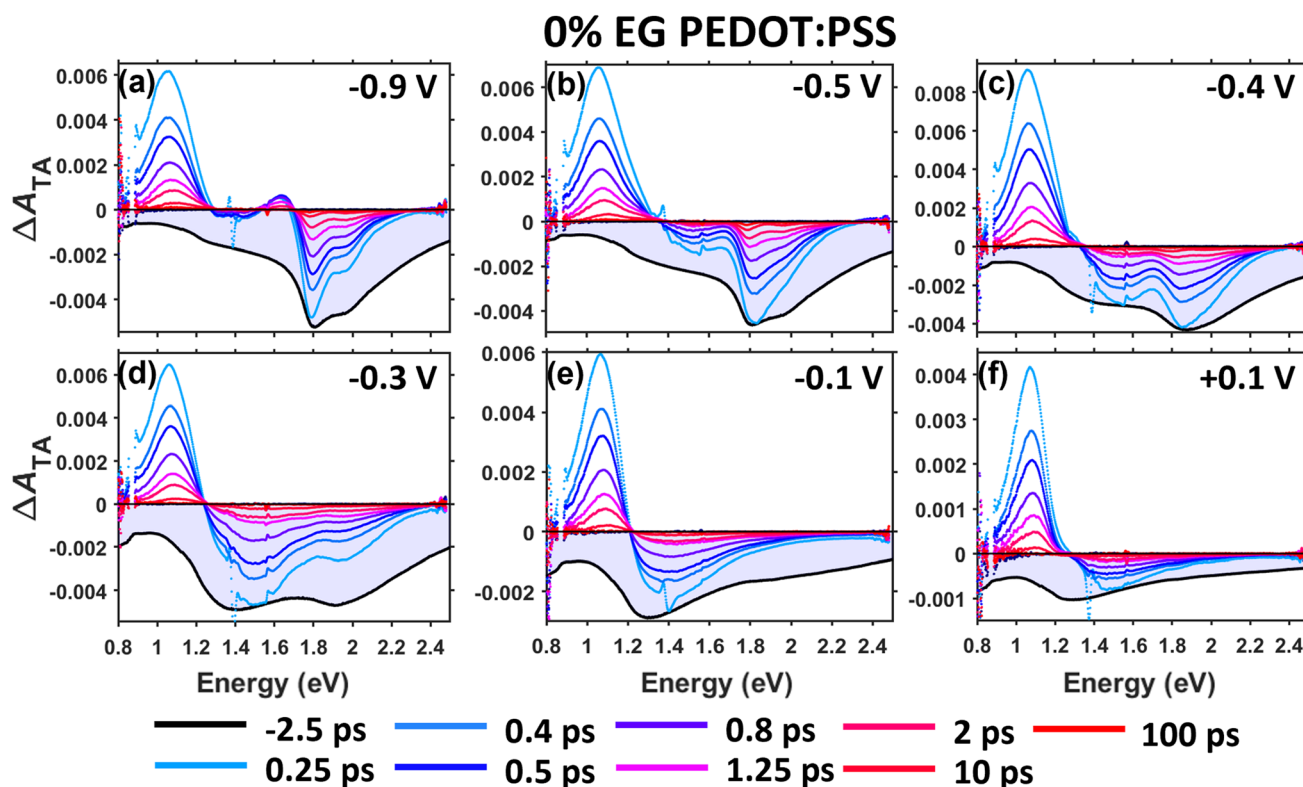 0% EG PEDOT:PSS
(a) -0.9 V
(b) -0.5 V
(c) -0.4 V
0.006
0.004
0.002
0
-0.002
-0.004
0.006
0.004
0.002
0
-0.002
-0.004
0.008
0.006
0.004
0.002
0
-0.002
-0.004
ΔA_TA
(d) -0.3 V
(e) -0.1 V
(f) +0.1 V
0.006
0.004
0.002
0
-0.002
-0.004
0.006
0.004
0.002
0
-0.002
0.004
0.003
0.002
0.001
0
-0.001
ΔA_TA
0.8 1 1.2 1.4 1.6 1.8 2 2.2 2.4
0.8 1 1.2 1.4 1.6 1.8 2 2.2 2.4
0.8 1 1.2 1.4 1.6 1.8 2 2.2 2.4
Energy (eV)
Energy (eV)
Energy (eV)
-2.5 ps 0.4 ps 0.8 ps 2 ps 100 ps
0.25 ps 0.5 ps 1.25 ps 10 ps